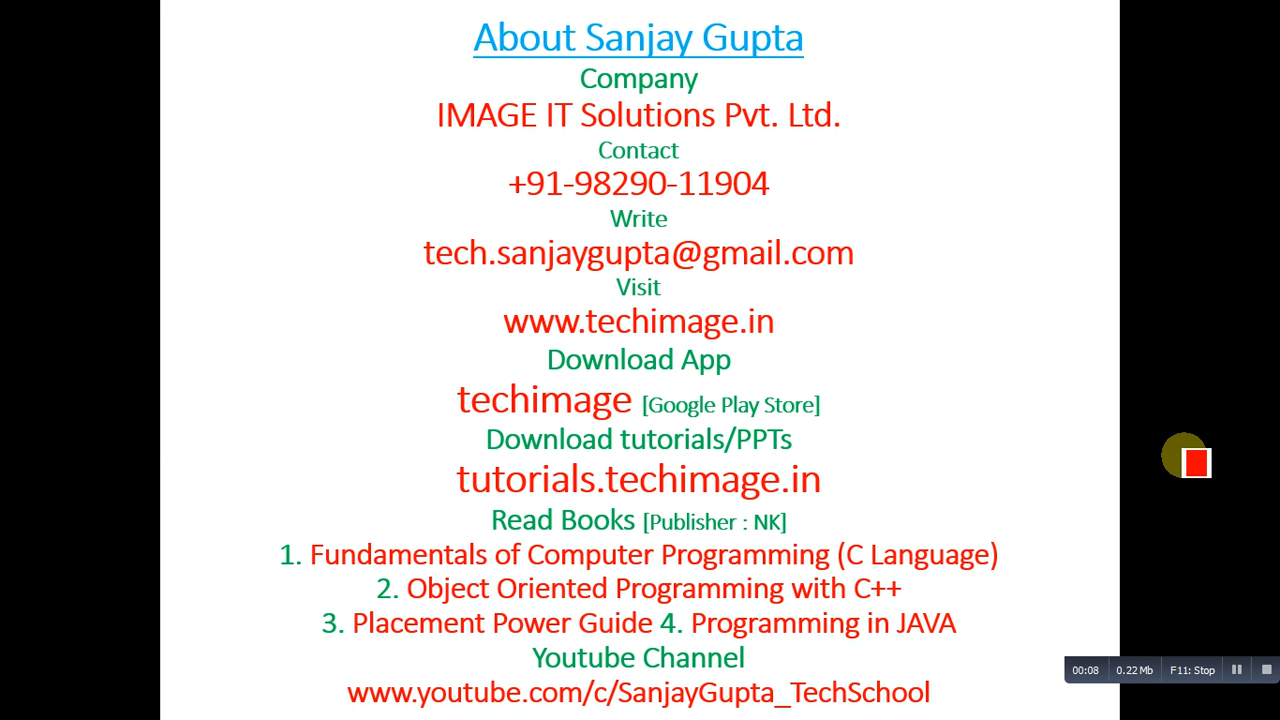 About Sanjay Gupta
Company
IMAGE IT Solutions Pvt. Ltd.
Contact
+91-98290-11904
Write
tech.sanjaygupta@gmail.com
Visit
www.techimage.in
Download App
techimage [Google Play Store]
Download tutorials/PPTs
tutorials.techimage.in
Read Books [Publisher : NK]
1. Fundamentals of Computer Programming (C Language)
2. Object Oriented Programming with C++
3. Placement Power Guide 4. Programming in JAVA
Youtube Channel
www.youtube.com/c/SanjayGupta_TechSchool
00:08 0.22 Mb F11: Stop